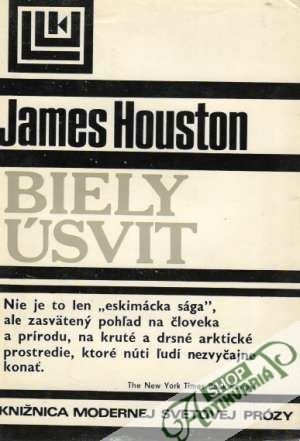 James Houston
BIELY
ÚSVIT
Nie je to len „eskimácka sága",
ale zasvätený pohľad na človeka
a prírodu, na kruté a drsné arktické
prostredie, ktoré núti ľudí nezvyčajne
konať.
The New York Times
KNIŽNICA MODERNEJ SVETOVEJ PRÓZY